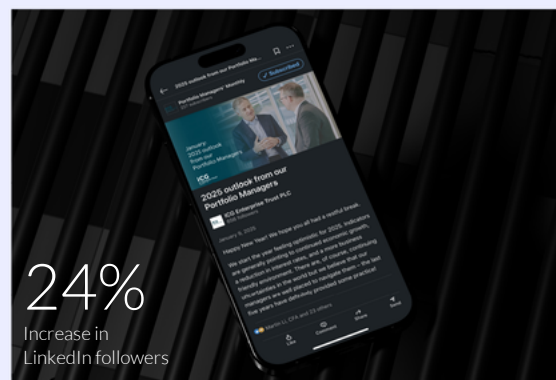 2025 outlook from our Portfolio Ma...
Portfolio Managers' Monthly
Subscribed
January:
2025 outlook
from our
Portfolio Managers
ICG
2025 outlook from our
Portfolio Managers
ICG Enterprise Trust PLC
January 9, 2025
Happy New Year! We hope you all had a restful break.
We start the year feeling optimistic for 2025. Indicators
are generally pointing to continued economic growth,
a reduction in interest rates, and a more business
friendly environment. There are, of course, continuing
uncertainties in the world but we believe that our
managers are well placed to navigate them – the last
five years have definitely provided some practice!
Martin Li, CFA and 23 others
Like
Comment
Share
Send
24%
Increase in
LinkedIn followers